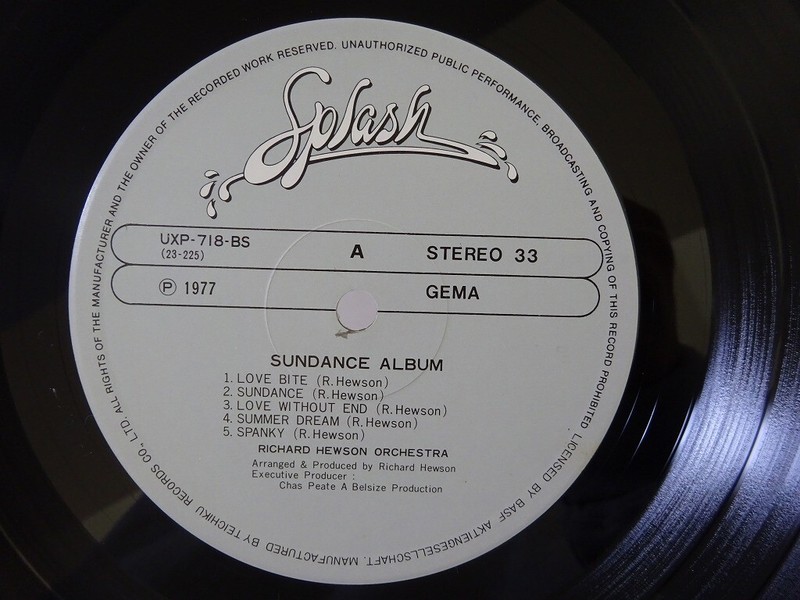 ALL RIGHTS OF THE MANUFACTURER AND THE OWNER OF THE RECORDED WORK RESERVED. UNAUTHORIZED PUBLIC PERFORMANCE, BROADCASTING AND COPYING OF THIS RECORD PROHIBITED LICENSED BY BASF AKTIENGESELLSCHAFT. MANUFACTURED BY TEICHIKU RECORDS CO., LTD.
Splash
UXP-718-BS A STEREO 33
(23-225)
Ⓟ 1977 GEMA
SUNDANCE ALBUM
1. LOVE BITE (R. Hewson)
2. SUNDANCE (R. Hewson)
3. LOVE WITHOUT END (R. Hewson)
4. SUMMER DREAM (R. Hewson)
5. SPANKY (R. Hewson)
RICHARD HEWSON ORCHESTRA
Arranged & Produced by Richard Hewson
Executive Producer :
Chas Peate A Belsize Production